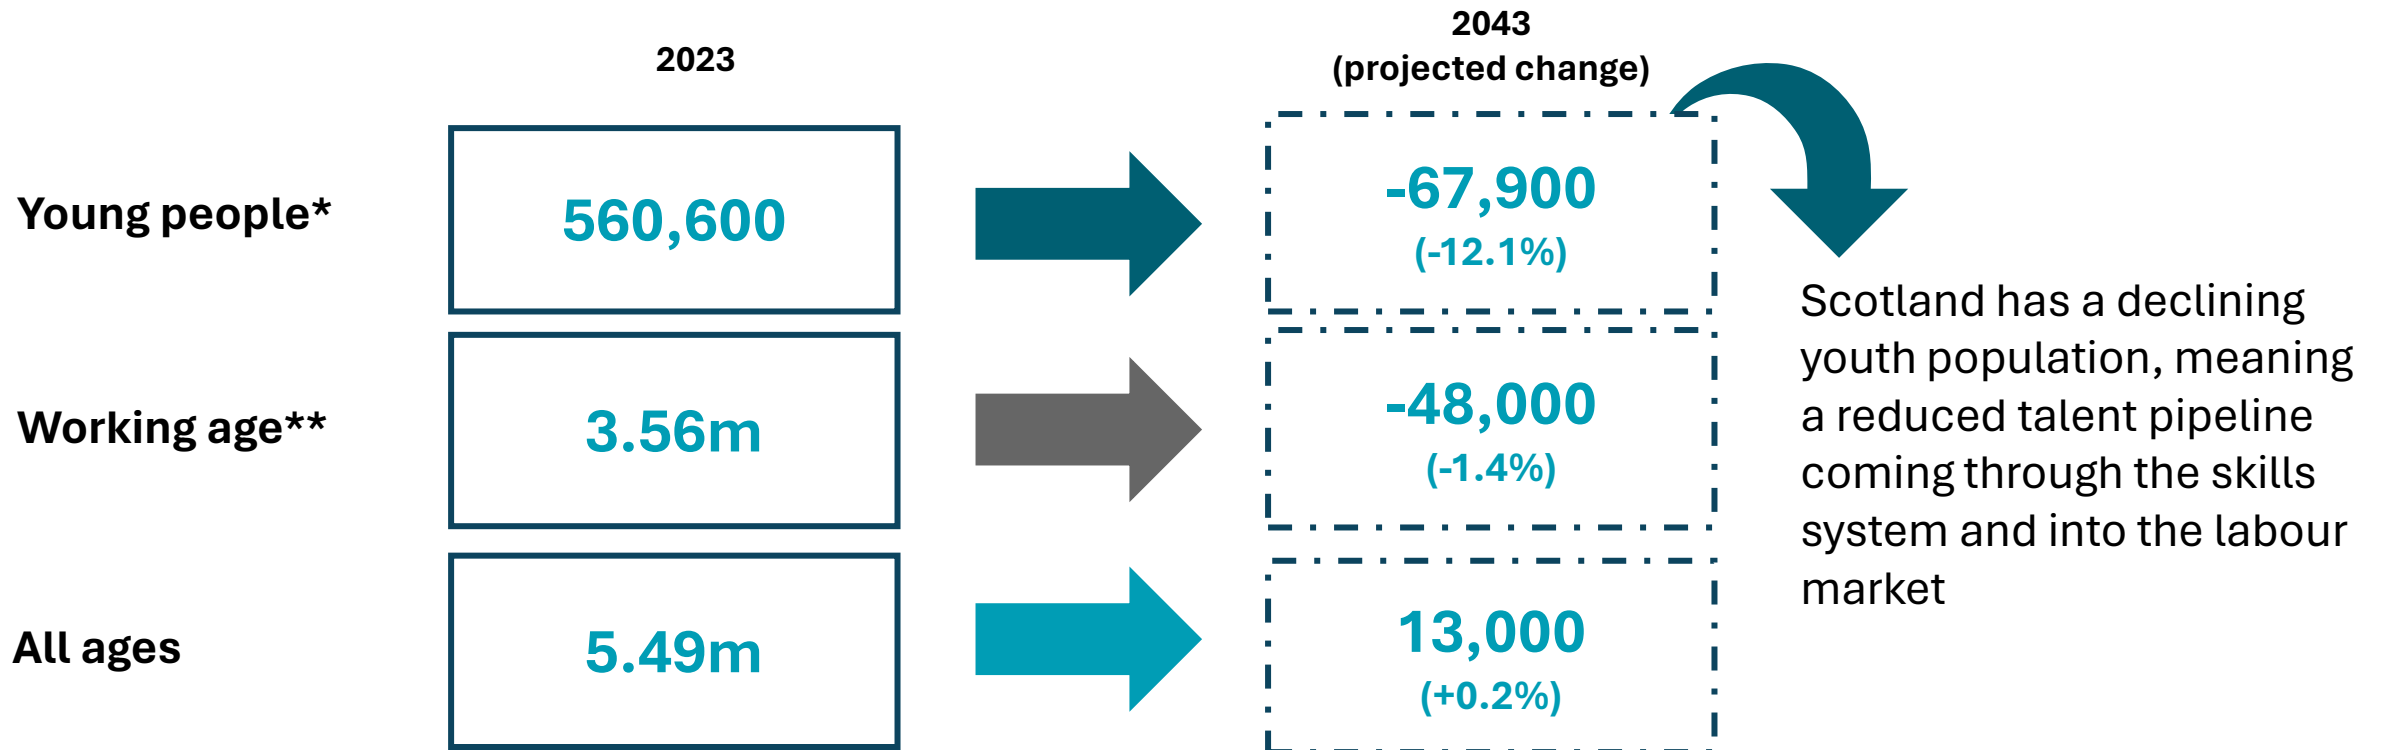 2023
2043
(projected change)
Young people*
560,600
-67,900
(-12.1%)
Working age**
3.56m
-48,000
(-1.4%)
All ages
5.49m
13,000
(+0.2%)
Scotland has a declining
youth population, meaning
a reduced talent pipeline
coming through the skills
system and into the labour
market